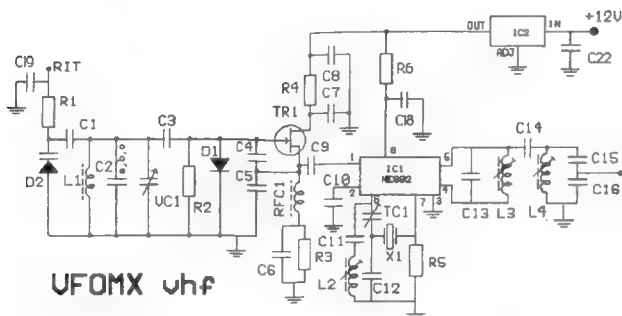 OUT
IN
+12V
IC2
ADJ
C22
C19
RIT
R1
C1
C3
R4
C8
C7
R6
C18
TR1
D1
C4
C5
C9
D2
L1
C2
a,b,c
VC1
R2
RFC1
C6
R3
8
1
IC1
NE602
6
2
4
7
3
C10
TC1
C11
X1
R5
L2
C12
C13
L3
C14
L4
C15
C16
VFOMX vhf